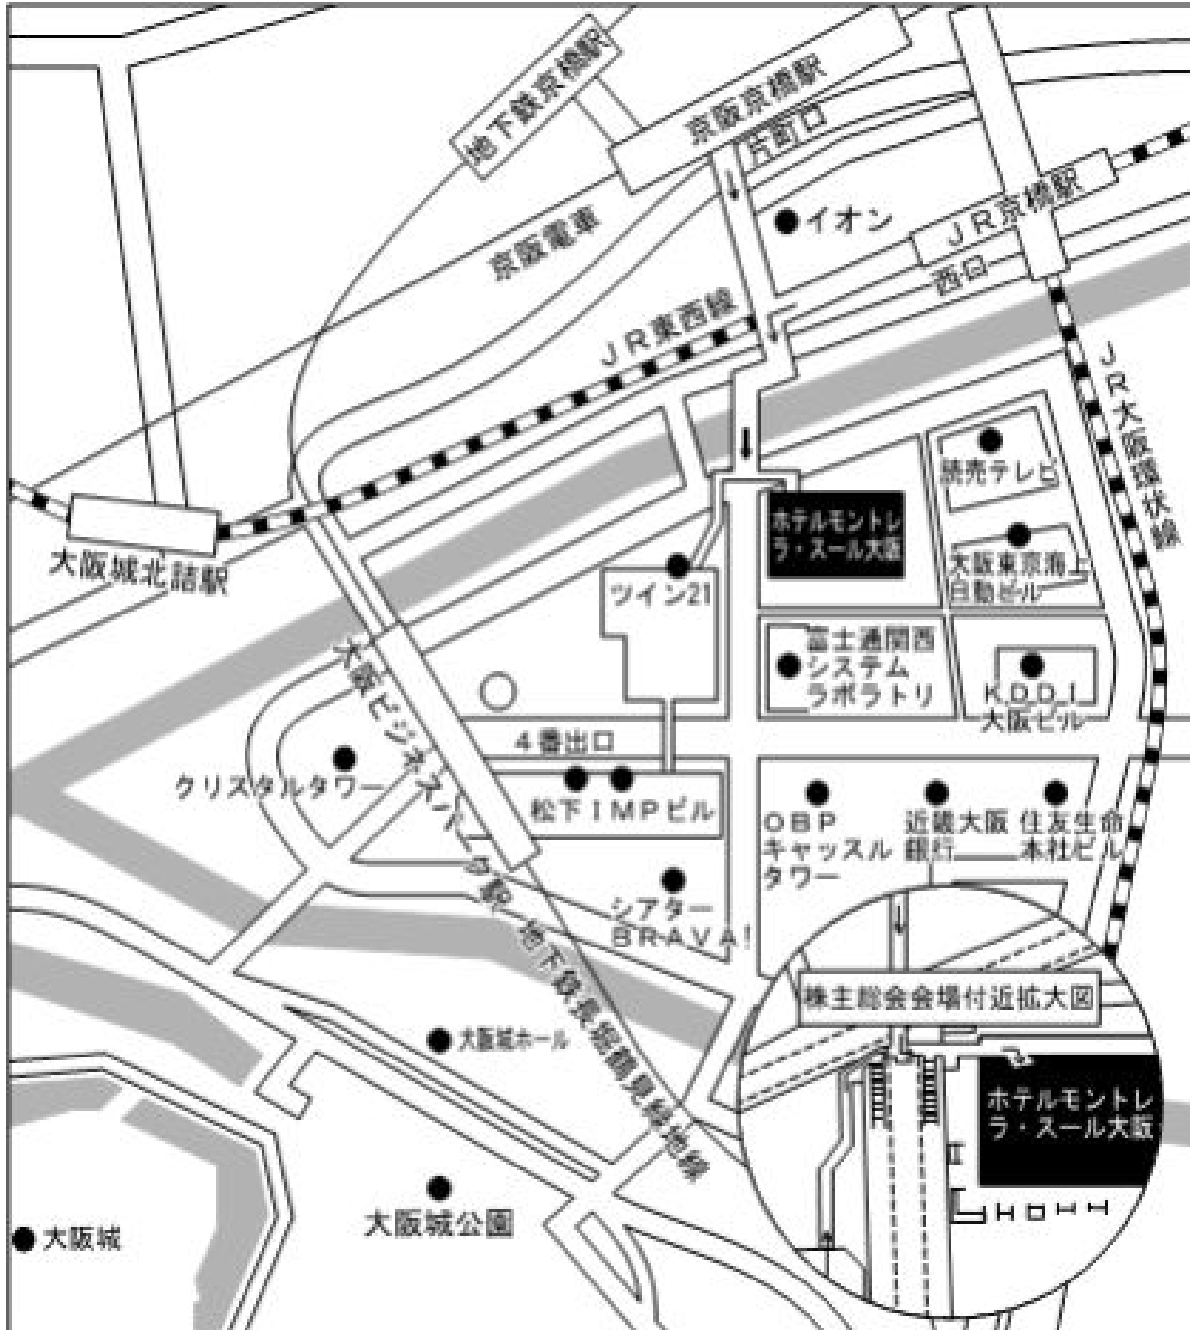 地下鉄京橋駅
京阪京橋駅
片町口
イオン
JR京橋駅
西口
京阪電車
JR東西線
JR大阪環状線
読売テレビ
ホテルモントレ
ラ・スール大阪
大阪東京海上
日動ビル
大阪城北詰駅
ツイン21
富士通関西
システム
ラボラトリ
KDDI
大阪ビル
大阪ビジネスパーク駅
4番出口
クリスタルタワー
松下IMPビル
OBP
キャッスル
タワー
近畿大阪
銀行
住友生命
本社ビル
シアター
BRAVA!
地下鉄長堀鶴見緑地線
株主総会会場付近拡大図
大阪城ホール
ホテルモントレ
ラ・スール大阪
大阪城公園
大阪城